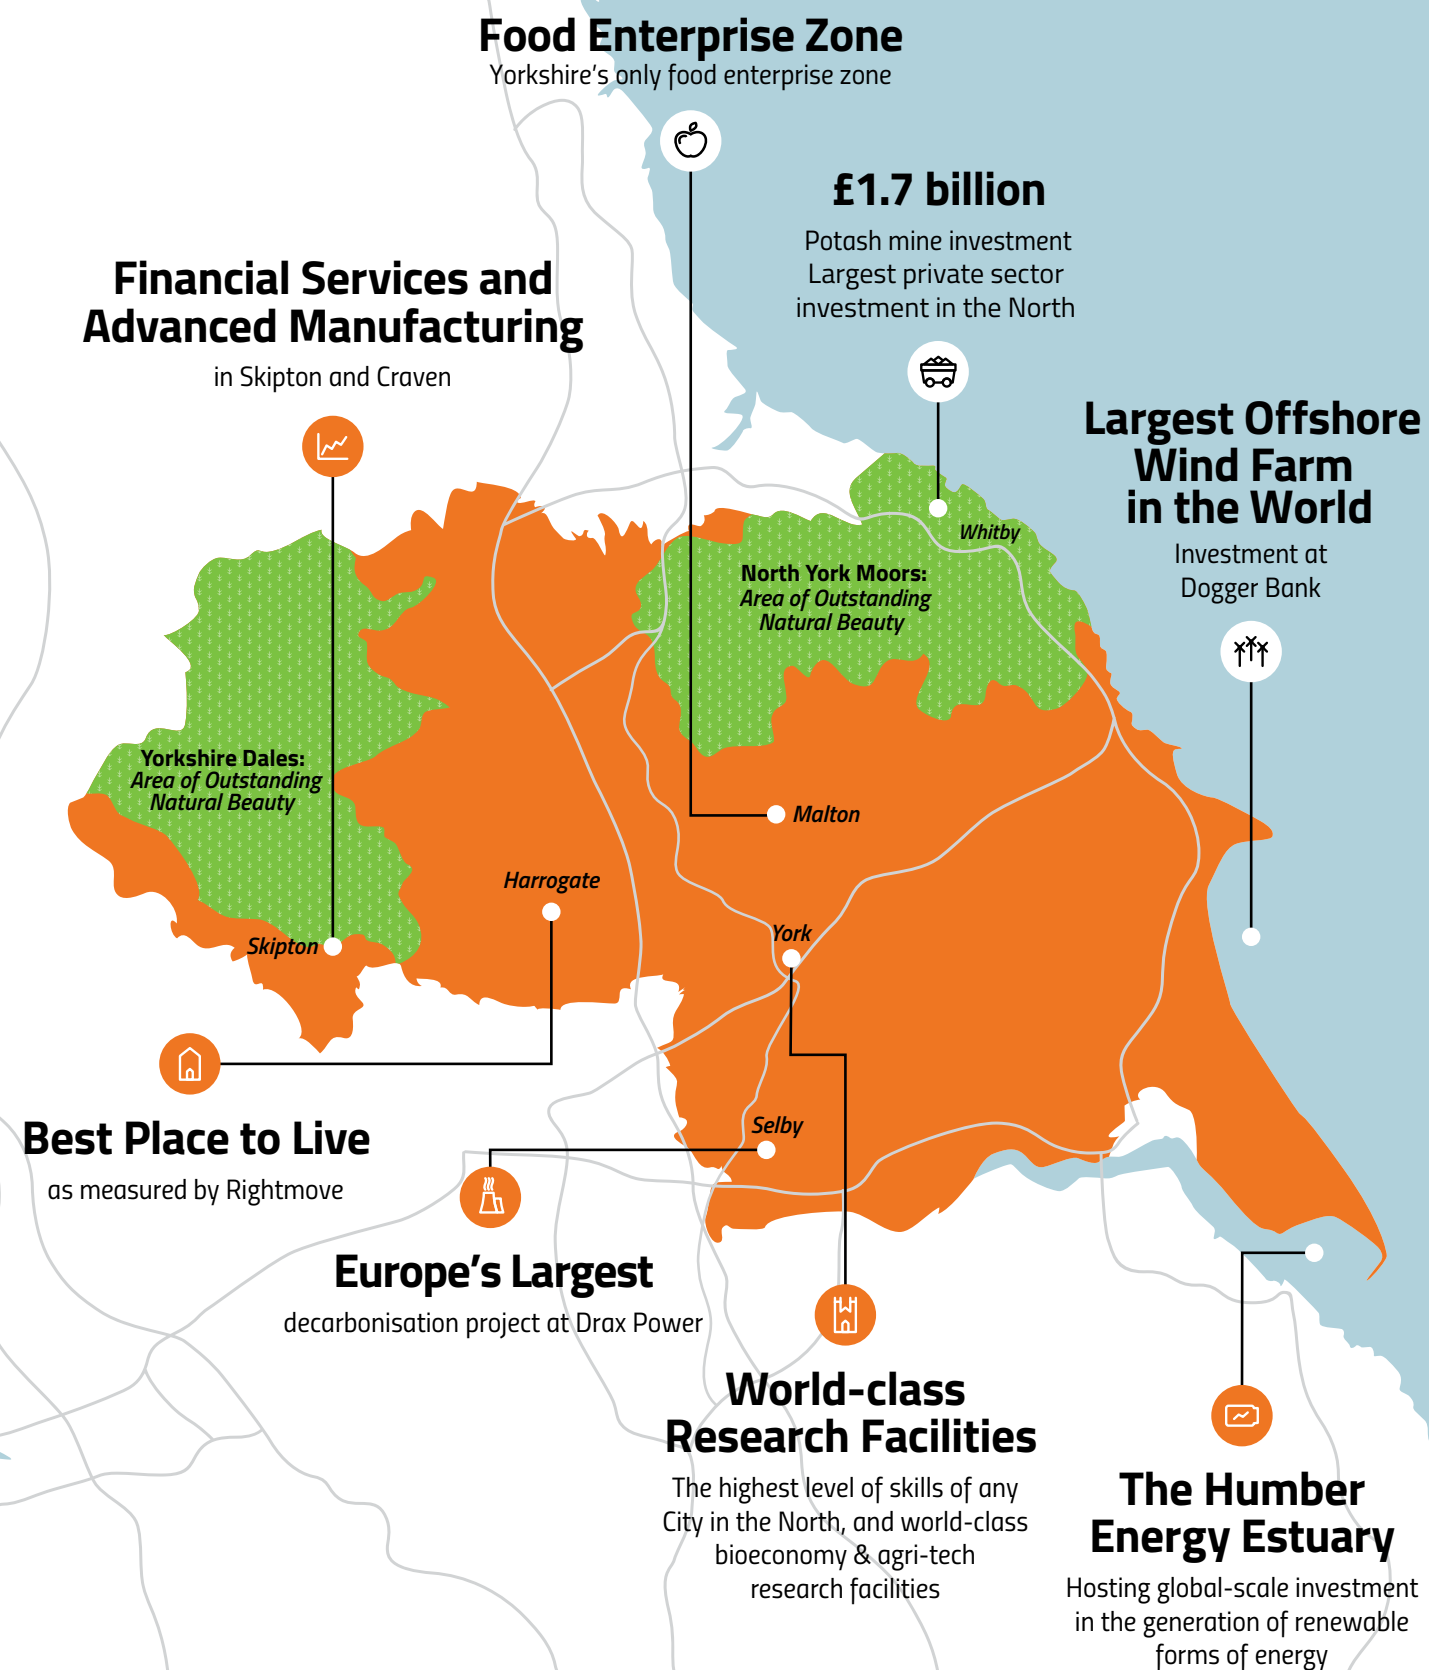 Food Enterprise Zone
Yorkshire's only food enterprise zone
£1.7 billion
Potash mine investment
Largest private sector
investment in the North
Financial Services and
Advanced Manufacturing
in Skipton and Craven
Largest Offshore
Wind Farm
in the World
Investment at
Dogger Bank
Whitby
North York Moors:
Area of Outstanding
Natural Beauty
Yorkshire Dales:
Area of Outstanding
Natural Beauty
Malton
Harrogate
York
Skipton
Best Place to Live
as measured by Rightmove
Selby
Europe's Largest
decarbonisation project at Drax Power
World-class
Research Facilities
The highest level of skills of any
City in the North, and world-class
bioeconomy & agri-tech
research facilities
The Humber
Energy Estuary
Hosting global-scale investment
in the generation of renewable
forms of energy